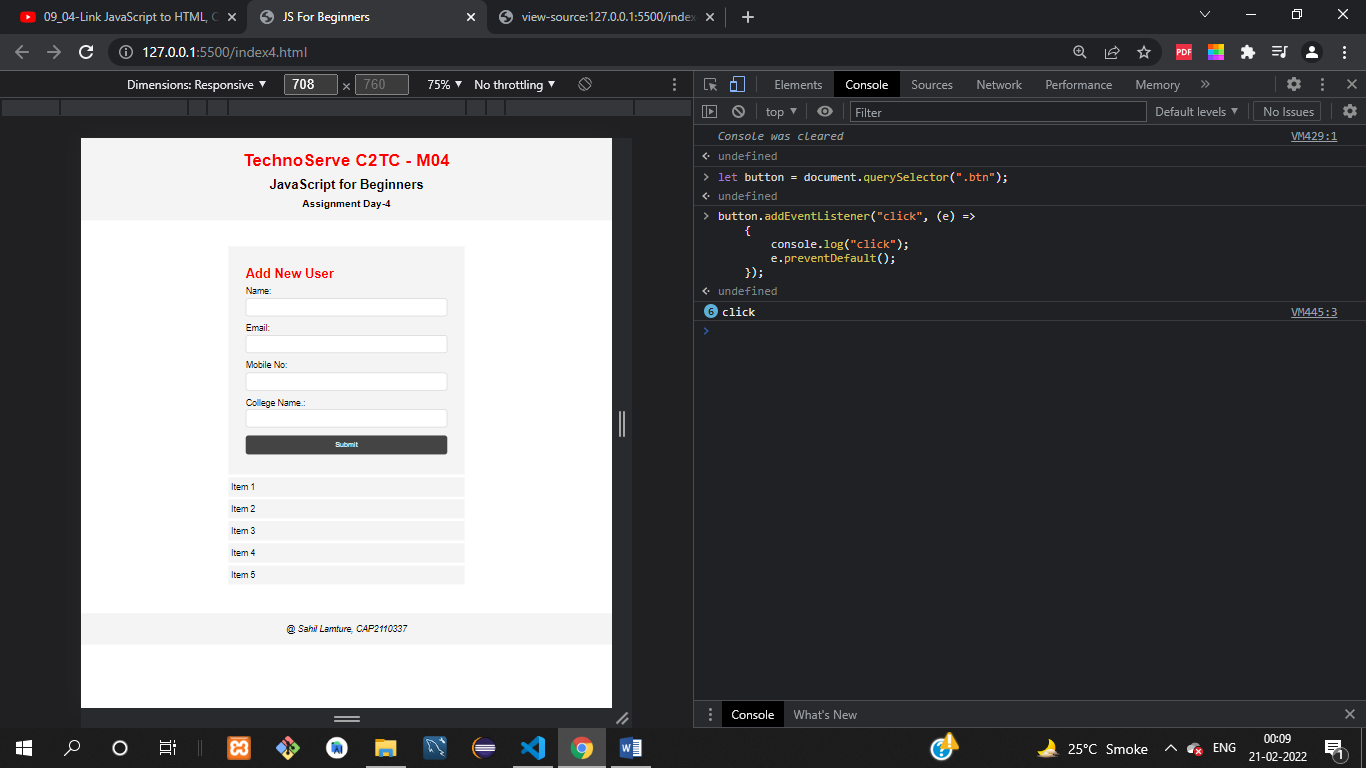 09_04-Link JavaScript to HTML, C
JS For Beginners
view-source:127.0.0.1:5500/index
127.0.0.1:5500/index4.html
PDF
Dimensions: Responsive
708
×
760
75%
No throttling
Elements
Console
Sources
Network
Performance
Memory
top
Filter
Default levels
No Issues
TechnoServe C2TC - M04
JavaScript for Beginners
Assignment Day-4
Add New User
Name:
Email:
Mobile No:
College Name.:
Submit
Item 1
Item 2
Item 3
Item 4
Item 5
@ Sahil Lamture, CAP2110337
Console was cleared
VM429:1
undefined
let button = document.querySelector(".btn");
undefined
button.addEventListener("click", (e) =>
{
console.log("click");
e.preventDefault();
});
undefined
6 click
VM445:3
Console
What's New
25°C Smoke
ENG
00:09
21-02-2022
1